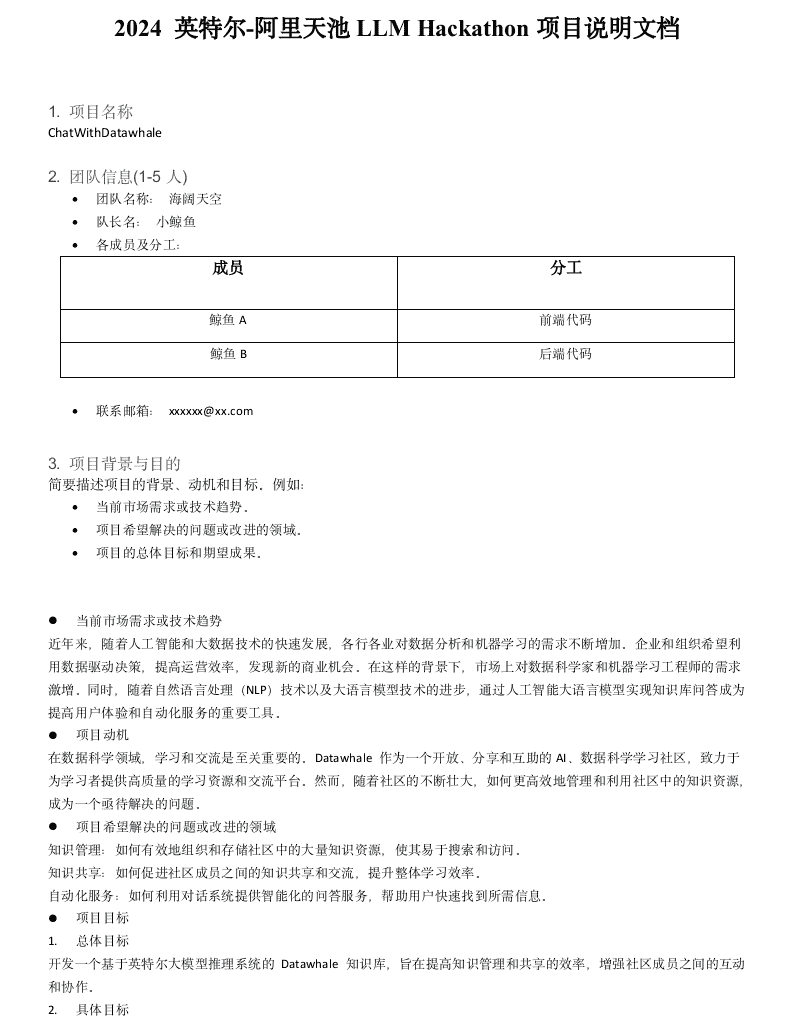 2024 英特尔-阿里天池 LLM Hackathon 项目说明文档
1. 项目名称
ChatWithDatawhale
2. 团队信息(1-5 人)
• 团队名称： 海阔天空
• 队长名： 小鲸鱼
• 各成员及分工：
成员 分工
鲸鱼 A 前端代码
鲸鱼 B 后端代码
• 联系邮箱： xxxxxx@xx.com
3. 项目背景与目的
简要描述项目的背景、动机和目标。例如：
• 当前市场需求或技术趋势。
• 项目希望解决的问题或改进的领域。
• 项目的总体目标和期望成果。
● 当前市场需求或技术趋势
近年来，随着人工智能和大数据技术的快速发展，各行各业对数据分析和机器学习的需求不断增加。企业和组织希望利
用数据驱动决策，提高运营效率，发现新的商业机会。在这样的背景下，市场上对数据科学家和机器学习工程师的需求
激增。同时，随着自然语言处理（NLP）技术以及大语言模型技术的进步，通过人工智能大语言模型实现知识库问答成为
提高用户体验和自动化服务的重要工具。
● 项目动机
在数据科学领域，学习和交流是至关重要的。Datawhale 作为一个开放、分享和互助的 AI、数据科学学习社区，致力于
为学习者提供高质量的学习资源和交流平台。然而，随着社区的不断壮大，如何更高效地管理和利用社区中的知识资源，
成为一个亟待解决的问题。
● 项目希望解决的问题或改进的领域
知识管理：如何有效地组织和存储社区中的大量知识资源，使其易于搜索和访问。
知识共享：如何促进社区成员之间的知识共享和交流，提升整体学习效率。
自动化服务：如何利用对话系统提供智能化的问答服务，帮助用户快速找到所需信息。
● 项目目标
1. 总体目标
开发一个基于英特尔大模型推理系统的 Datawhale 知识库，旨在提高知识管理和共享的效率，增强社区成员之间的互动
和协作。
2. 具体目标